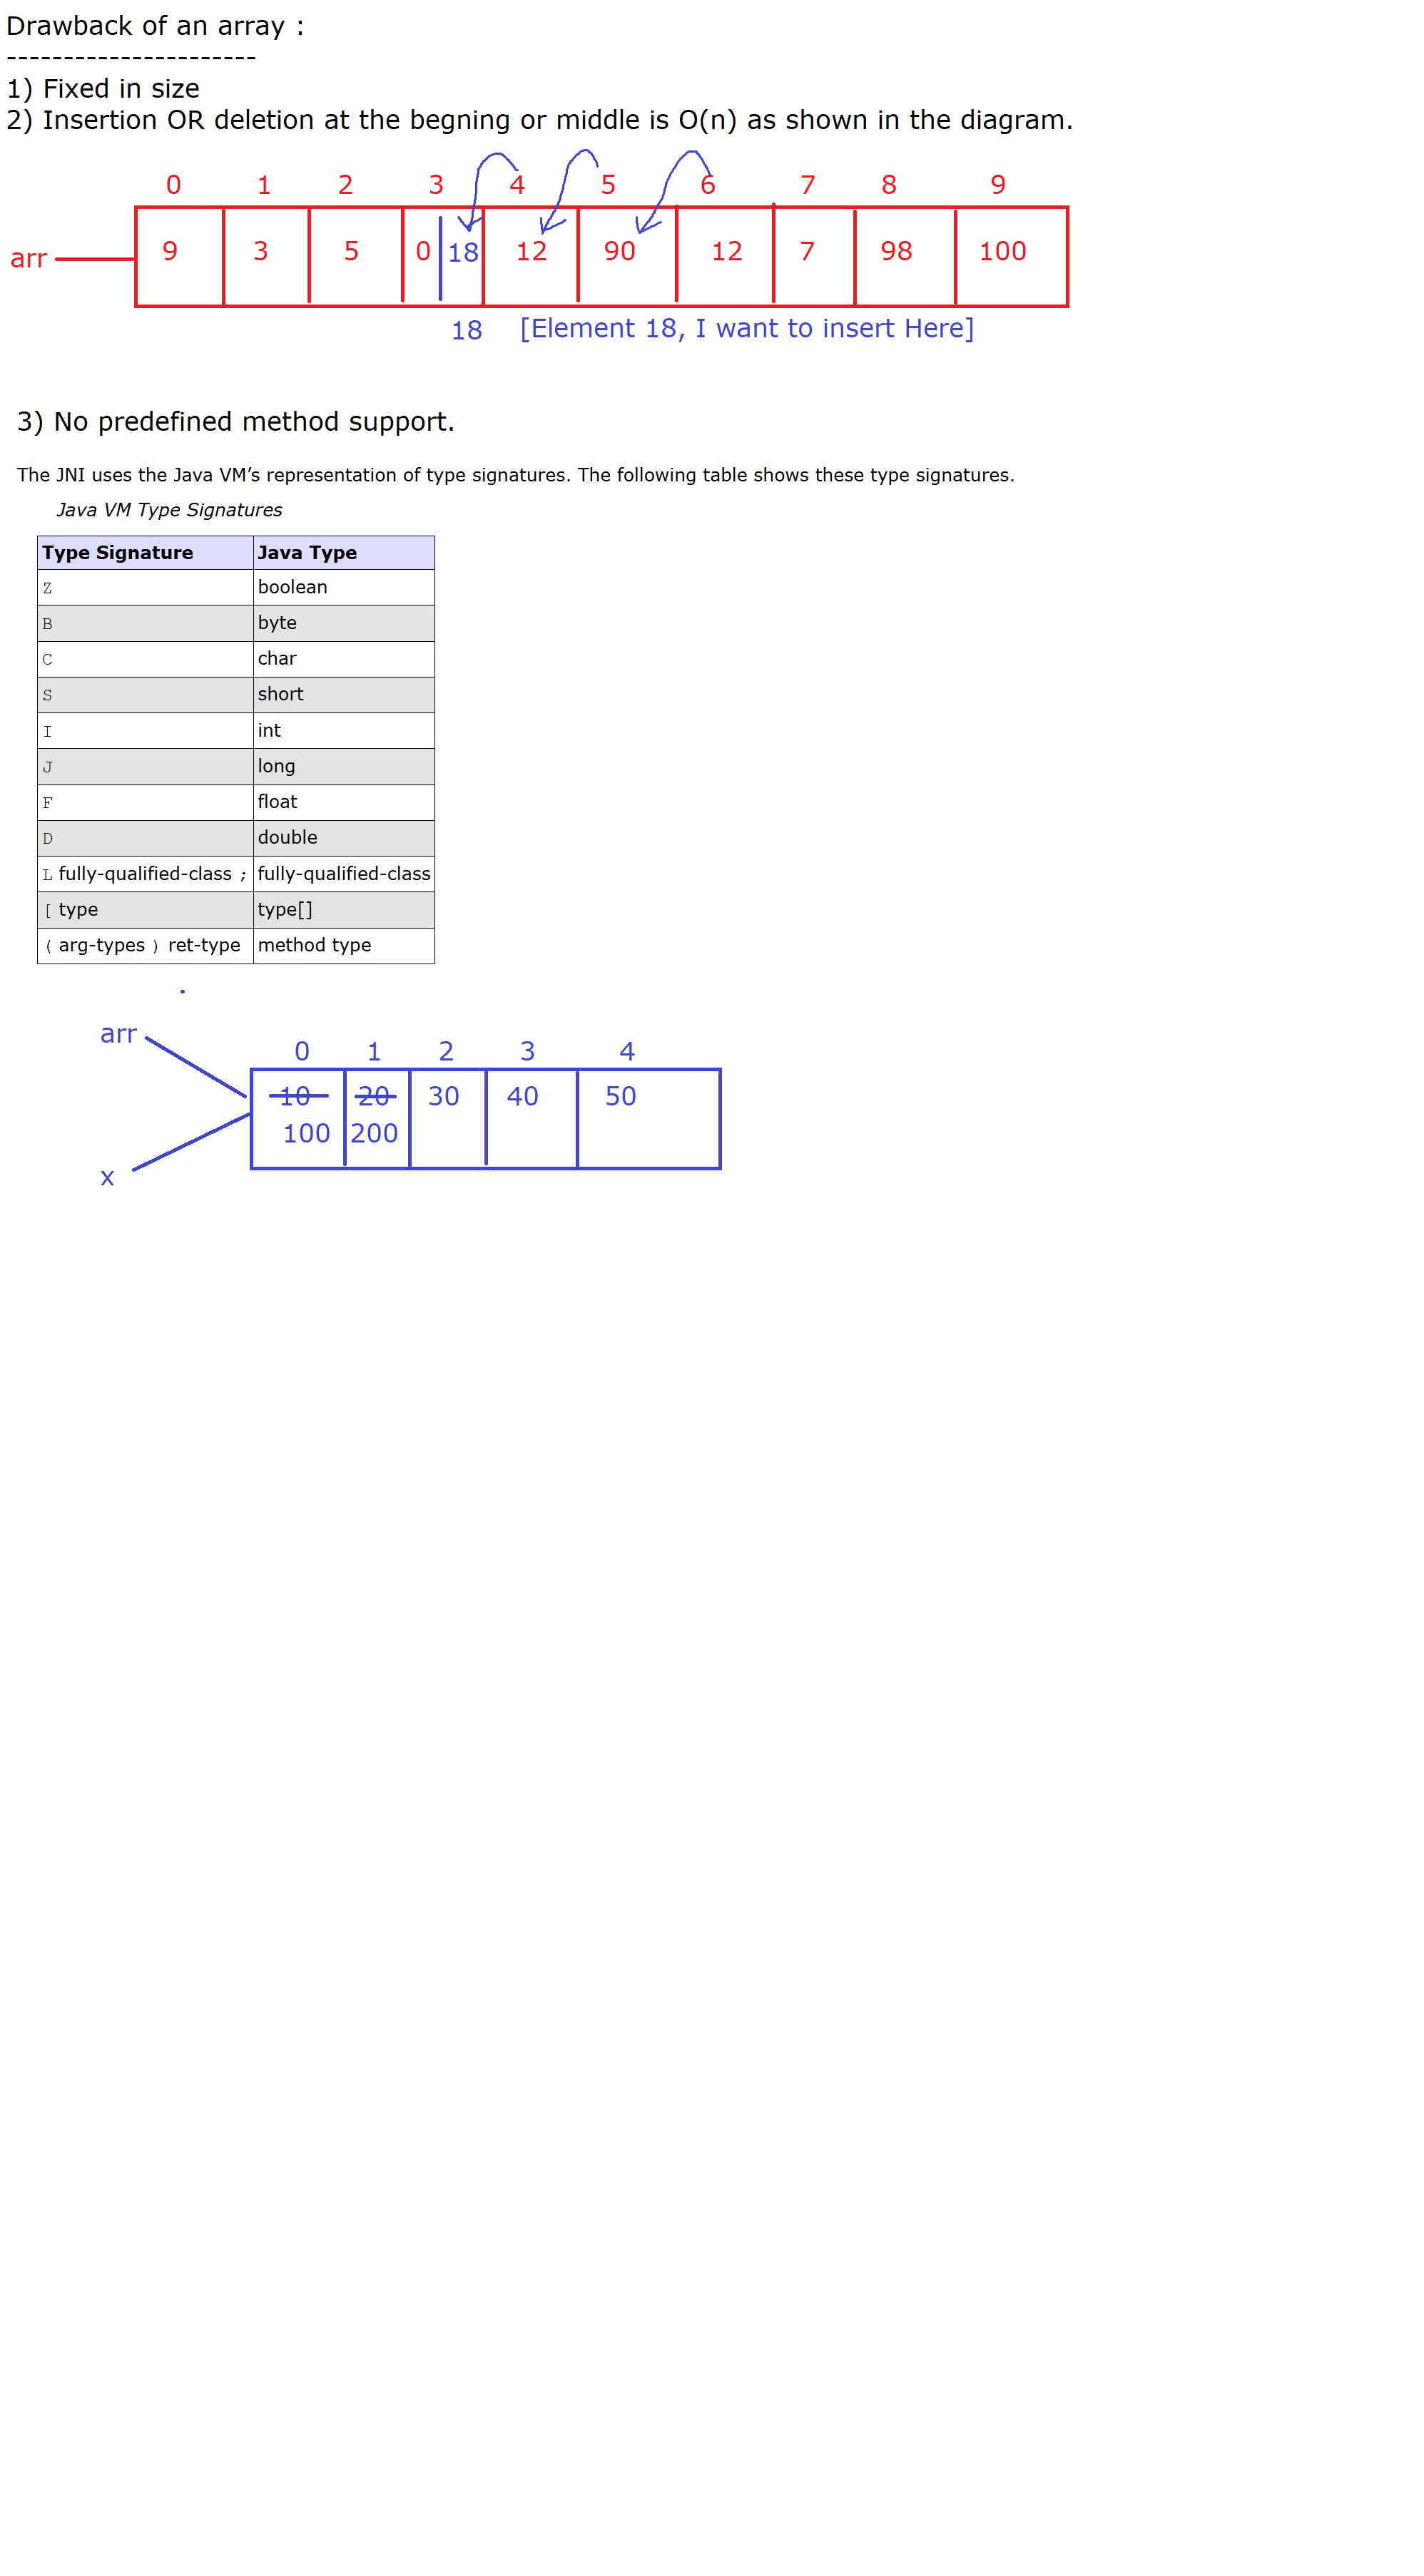 Drawback of an array :
----------------------
1) Fixed in size
2) Insertion OR deletion at the begning or middle is O(n) as shown in the diagram.
0 1 2 3 4 5 6 7 8 9
arr 9 3 5 0 18 12 90 12 7 98 100
18 [Element 18, I want to insert Here]
3) No predefined method support.
The JNI uses the Java VM’s representation of type signatures. The following table shows these type signatures.
Java VM Type Signatures
Type Signature Java Type
Z boolean
B byte
C char
S short
I int
J long
F float
D double
L fully-qualified-class ; fully-qualified-class
[ type type[]
( arg-types ) ret-type method type
arr
0 1 2 3 4
10 20 30 40 50
100 200
x